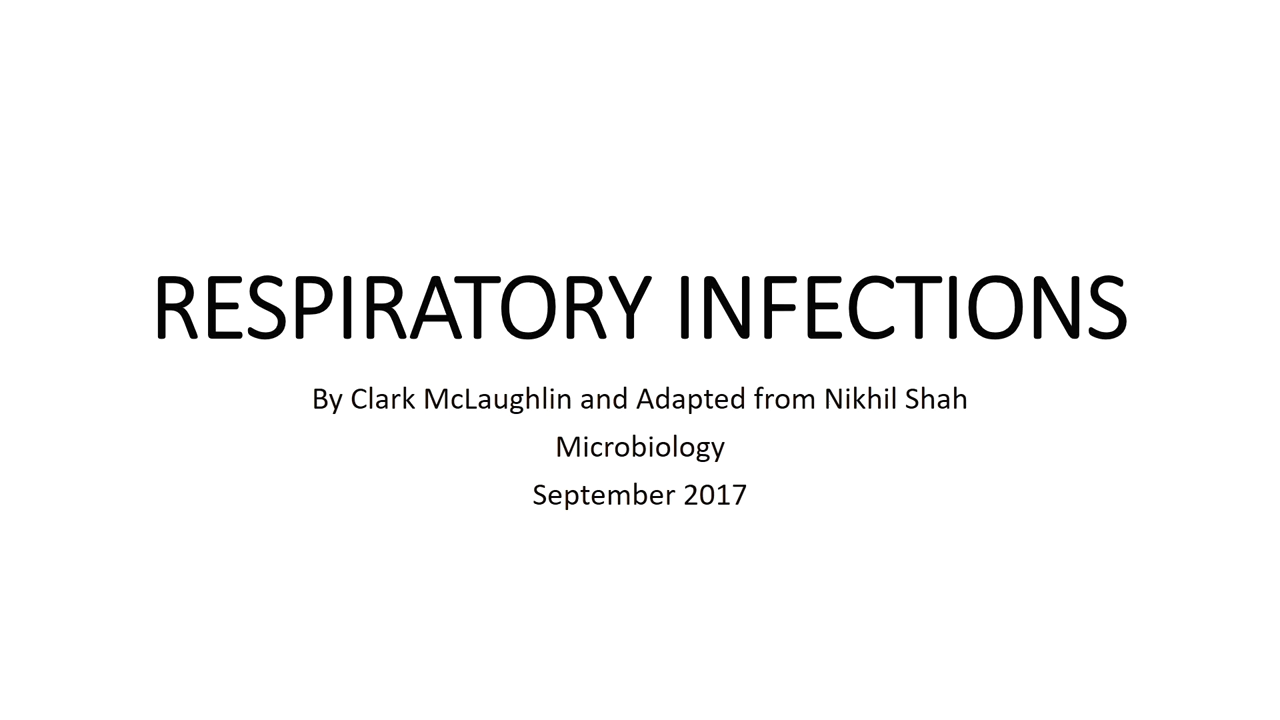 RESPIRATORY INFECTIONS
By Clark McLaughlin and Adapted from Nikhil Shah
Microbiology
September 2017